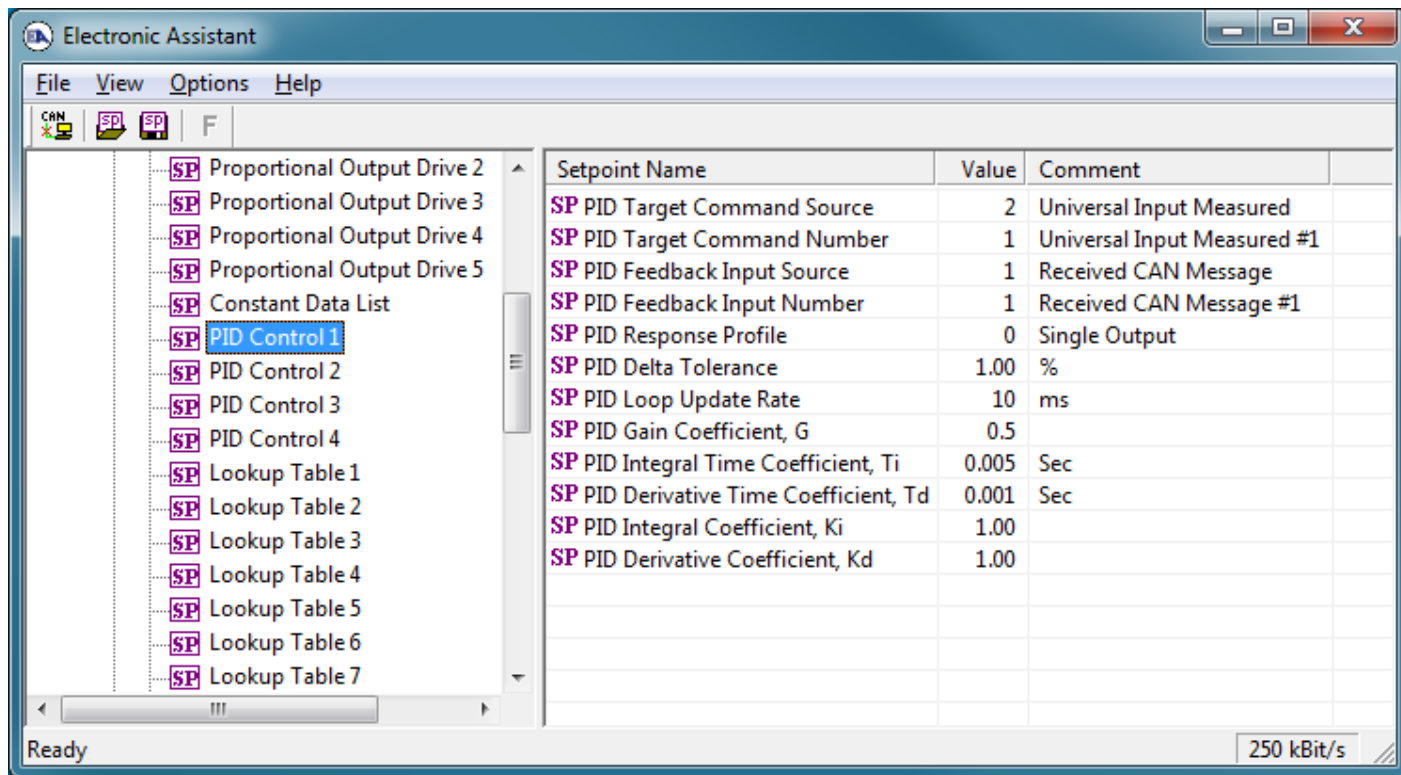 EA Electronic Assistant
File View Options Help
CAN SP SP F
SP Proportional Output Drive 2
SP Proportional Output Drive 3
SP Proportional Output Drive 4
SP Proportional Output Drive 5
SP Constant Data List
SP PID Control 1
SP PID Control 2
SP PID Control 3
SP PID Control 4
SP Lookup Table 1
SP Lookup Table 2
SP Lookup Table 3
SP Lookup Table 4
SP Lookup Table 5
SP Lookup Table 6
SP Lookup Table 7
Setpoint Name Value Comment
SP PID Target Command Source 2 Universal Input Measured
SP PID Target Command Number 1 Universal Input Measured #1
SP PID Feedback Input Source 1 Received CAN Message
SP PID Feedback Input Number 1 Received CAN Message #1
SP PID Response Profile 0 Single Output
SP PID Delta Tolerance 1.00 %
SP PID Loop Update Rate 10 ms
SP PID Gain Coefficient, G 0.5
SP PID Integral Time Coefficient, Ti 0.005 Sec
SP PID Derivative Time Coefficient, Td 0.001 Sec
SP PID Integral Coefficient, Ki 1.00
SP PID Derivative Coefficient, Kd 1.00
Ready 250 kBit/s